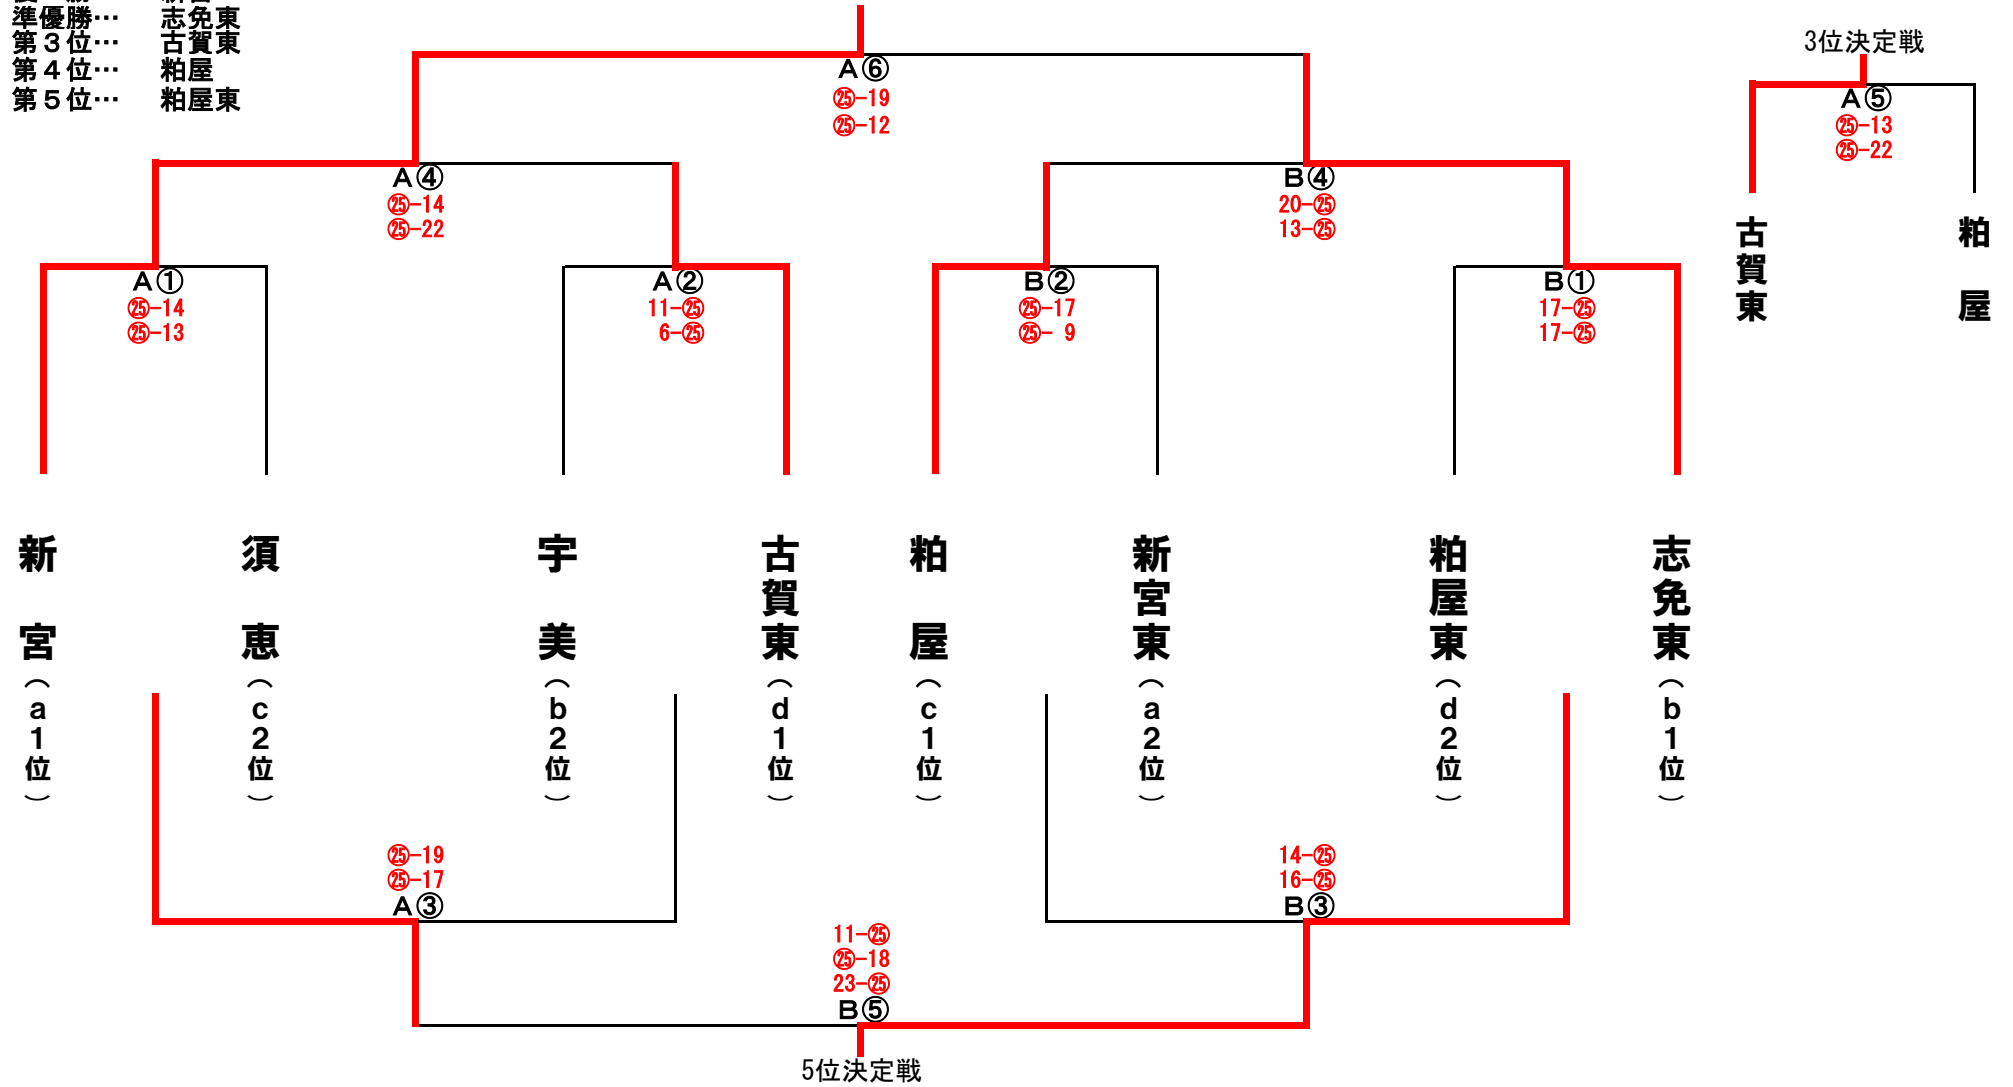 準優勝… 志免東
第３位… 古賀東
第４位… 粕屋
第５位… 粕屋東
3位決定戦
Ａ⑥
㉕-19
㉕-12
Ａ⑤
㉕-13
㉕-22
古賀東
粕屋
Ａ④
㉕-14
㉕-22
Ｂ④
20-㉕
13-㉕
Ａ①
㉕-14
㉕-13
Ａ②
11-㉕
6-㉕
Ｂ②
㉕-17
㉕- 9
Ｂ①
17-㉕
17-㉕
新宮（ａ１位）
須恵（ｃ２位）
宇美（ｂ２位）
古賀東（ｄ１位）
粕屋（ｃ１位）
新宮東（ａ２位）
粕屋東（ｄ２位）
志免東（ｂ１位）
㉕-19
㉕-17
Ａ③
14-㉕
16-㉕
Ｂ③
11-㉕
㉕-18
23-㉕
Ｂ⑤
5位決定戦